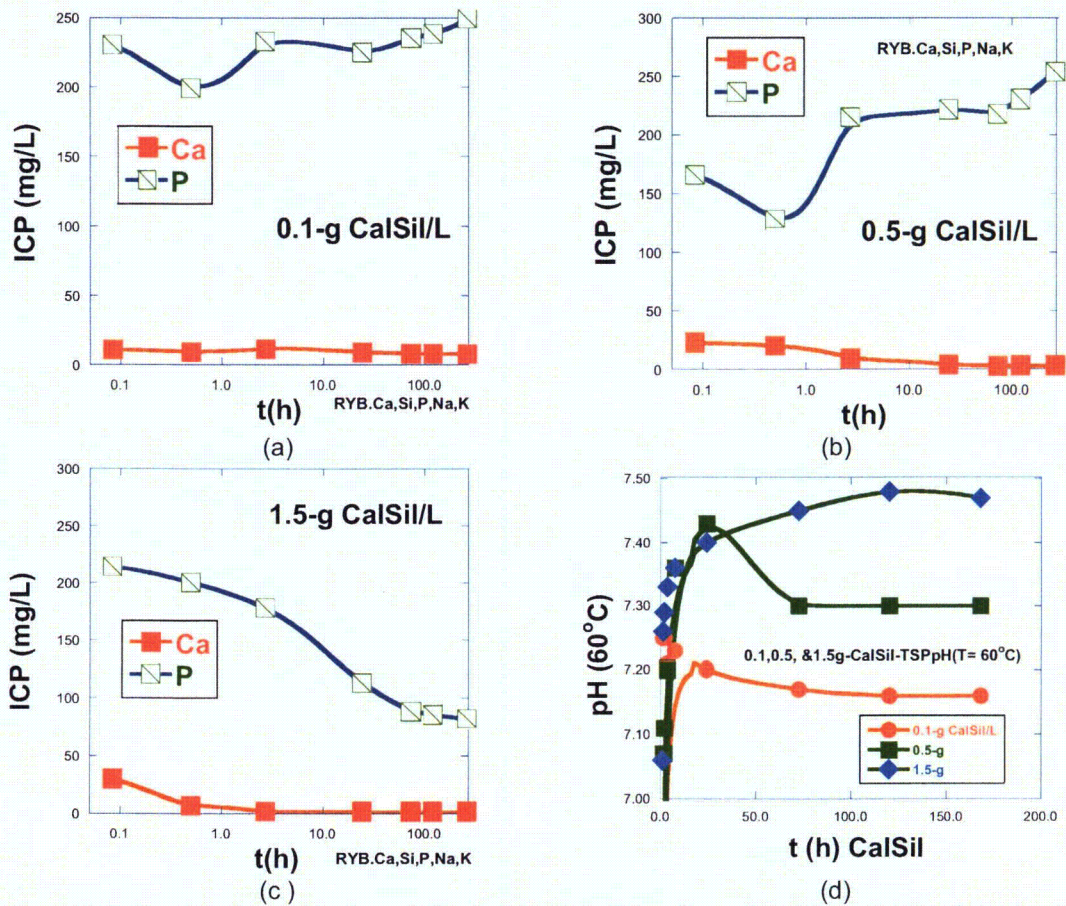 250
200
150
100
50
0
ICP (mg/L)
Ca
P
0.1-g CalSil/L
0.1 1.0 10.0 100.0
t(h)
RYB.Ca,Si,P,Na,K
(a)
300
250
200
150
100
50
0
ICP (mg/L)
Ca
P
RYB.Ca,Si,P,Na,K
0.5-g CalSil/L
0.1 1.0 10.0 100.0
t(h)
(b)
300
250
200
150
100
50
0
ICP (mg/L)
1.5-g CalSil/L
Ca
P
0.1 1.0 10.0 100.0
t(h)
RYB.Ca,Si,P,Na,K
(c )
7.50
7.40
7.30
7.20
7.10
7.00
pH (60°C)
0.1,0.5, &1.5g-CalSil-TSPpH(T= 60°C)
0.1-g CalSil/L
0.5-g
1.5-g
0.0 50.0 100.0 150.0 200.0
t (h) CalSil
(d)